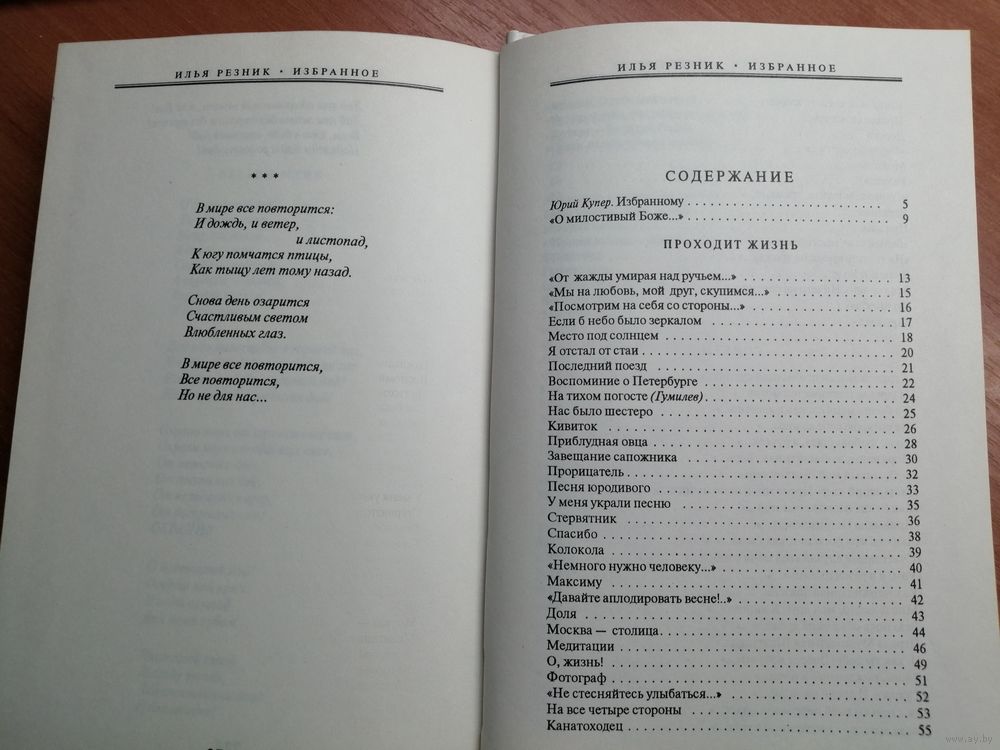 ИЛЬЯ РЕЗНИК • ИЗБРАННОЕ
* * *
В мире все повторится:
И дождь, и ветер,
и листопад,
К югу помчатся птицы,
Как тыщу лет тому назад.
Снова день озарится
Счастливым светом
Влюбленных глаз.
В мире все повторится,
Все повторится,
Но не для нас...
ИЛЬЯ РЕЗНИК • ИЗБРАННОЕ
СОДЕРЖАНИЕ
Юрий Купер. Избранному . . . . . . . . . . . . . . . . . . . . 5
«О милостивый Боже...» . . . . . . . . . . . . . . . . . . . . 9
ПРОХОДИТ ЖИЗНЬ
«От жажды умирая над ручьем...» . . . . . . . . . . . . . . 13
«Мы на любовь, мой друг, скупимся...» . . . . . . . . . . . 15
«Посмотрим на себя со стороны...» . . . . . . . . . . . . . 16
Если б небо было зеркалом . . . . . . . . . . . . . . . . . 17
Место под солнцем . . . . . . . . . . . . . . . . . . . . . 18
Я отстал от стаи . . . . . . . . . . . . . . . . . . . . . . 20
Последний поезд . . . . . . . . . . . . . . . . . . . . . . 21
Воспоминие о Петербурге . . . . . . . . . . . . . . . . . . 22
На тихом погосте (Гумилев) . . . . . . . . . . . . . . . . . 24
Нас было шестеро . . . . . . . . . . . . . . . . . . . . . . 25
Кивиток . . . . . . . . . . . . . . . . . . . . . . . . . . 26
Приблудная овца . . . . . . . . . . . . . . . . . . . . . . 28
Завещание сапожника . . . . . . . . . . . . . . . . . . . . 30
Прорицатель . . . . . . . . . . . . . . . . . . . . . . . . 32
Песня юродивого . . . . . . . . . . . . . . . . . . . . . . 33
У меня украли песню . . . . . . . . . . . . . . . . . . . . 35
Стервятник . . . . . . . . . . . . . . . . . . . . . . . . . 36
Спасибо . . . . . . . . . . . . . . . . . . . . . . . . . . 38
Колокола . . . . . . . . . . . . . . . . . . . . . . . . . . 39
«Немного нужно человеку...» . . . . . . . . . . . . . . . . 40
Максиму . . . . . . . . . . . . . . . . . . . . . . . . . . 41
«Давайте аплодировать весне!..» . . . . . . . . . . . . . . 42
Доля . . . . . . . . . . . . . . . . . . . . . . . . . . . . 43
Москва — столица . . . . . . . . . . . . . . . . . . . . . . 44
Медитации . . . . . . . . . . . . . . . . . . . . . . . . . 46
О, жизнь! . . . . . . . . . . . . . . . . . . . . . . . . . 49
Фотограф . . . . . . . . . . . . . . . . . . . . . . . . . . 51
«Не стесняйтесь улыбаться...» . . . . . . . . . . . . . . . 52
На все четыре стороны . . . . . . . . . . . . . . . . . . . 53
Канатоходец . . . . . . . . . . . . . . . . . . . . . . . . 55
www.ay.by